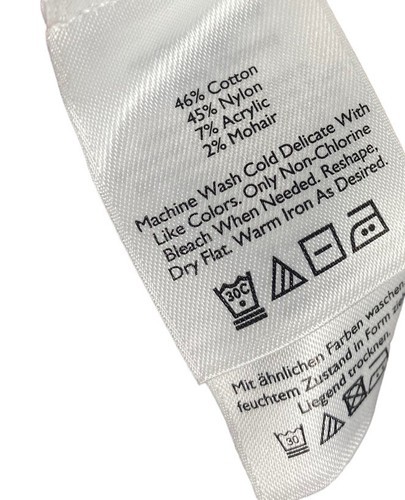 46% Cotton
45% Nylon
7% Acrylic
2% Mohair
Machine Wash Cold Delicate With
Like Colors. Only Non-Chlorine
Bleach When Needed. Reshape,
Dry Flat. Warm Iron As Desired.
30C
Mit ähnlichen Farben waschen
feuchtem Zustand in Form
Liegend trocknen.
30